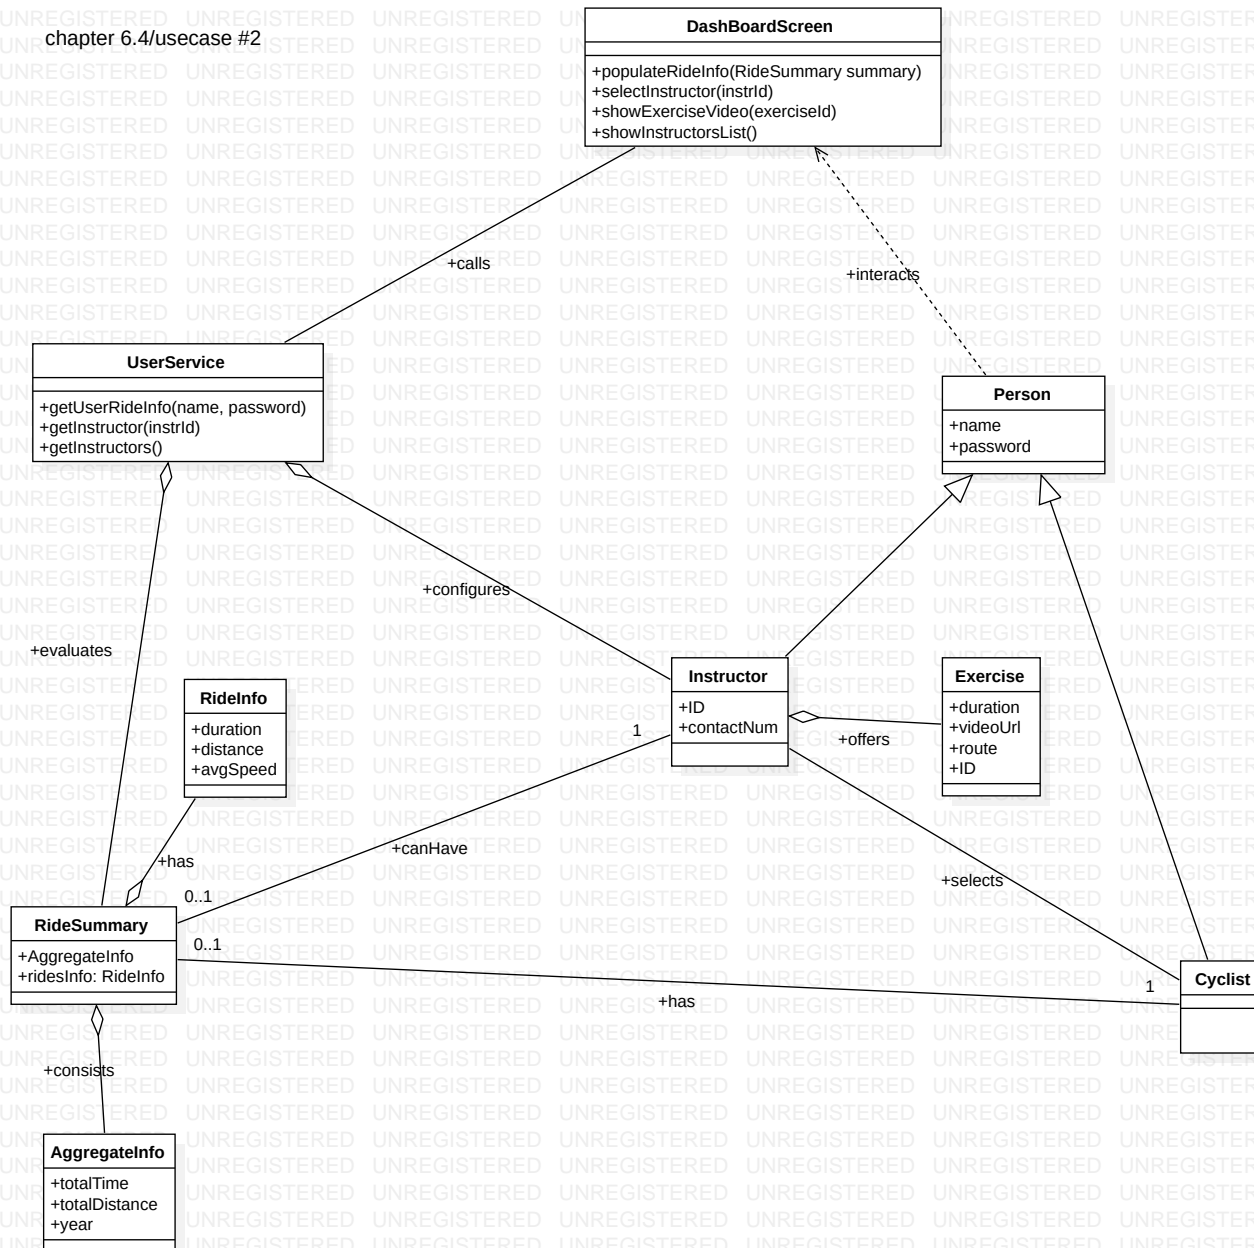 chapter 6.4/usecase #2
DashBoardScreen
+populateRideInfo(RideSummary summary)
+selectInstructor(instrId)
+showExerciseVideo(exerciseId)
+showInstructorsList()
+calls
+interacts
UserService
+getUserRideInfo(name, password)
+getInstructor(instrId)
+getInstructors()
Person
+name
+password
+configures
+evaluates
RideInfo
+duration
+distance
+avgSpeed
Instructor
+ID
+contactNum
1
+offers
Exercise
+duration
+videoUrl
+route
+ID
+has
+canHave
0..1
+selects
RideSummary
+AggregateInfo
+ridesInfo: RideInfo
0..1
+has
1
Cyclist
+consists
AggregateInfo
+totalTime
+totalDistance
+year
UNREGISTERED